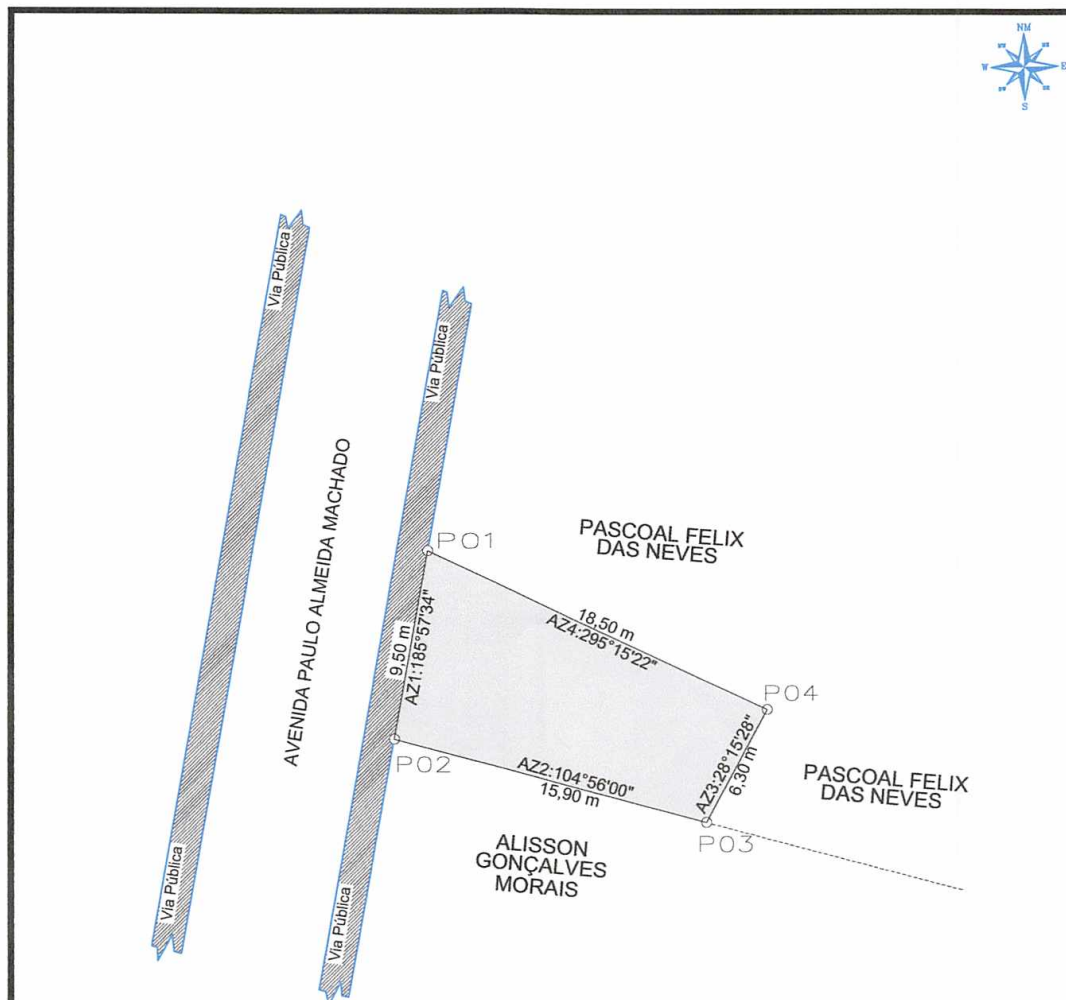 NM
W
E
S
Via Pública
Via Pública
AVENIDA PAULO ALMEIDA MACHADO
P01
PASCOAL FELIX
DAS NEVES
18,50 m
AZ4:295°15'22"
9,50 m
AZ1:185°57'34"
P04
P02
AZ2:104°56'00"
15,90 m
AZ3:28°15'28"
6,30 m
PASCOAL FELIX
DAS NEVES
P03
ALISSON
GONÇALVES
MORAIS
Via Pública
Via Pública